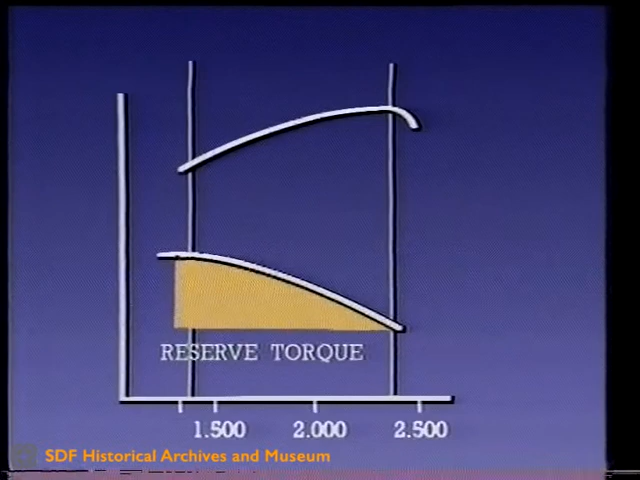 RESERVE TORQUE
1.500 2.000 2.500
SDF Historical Archives and Museum